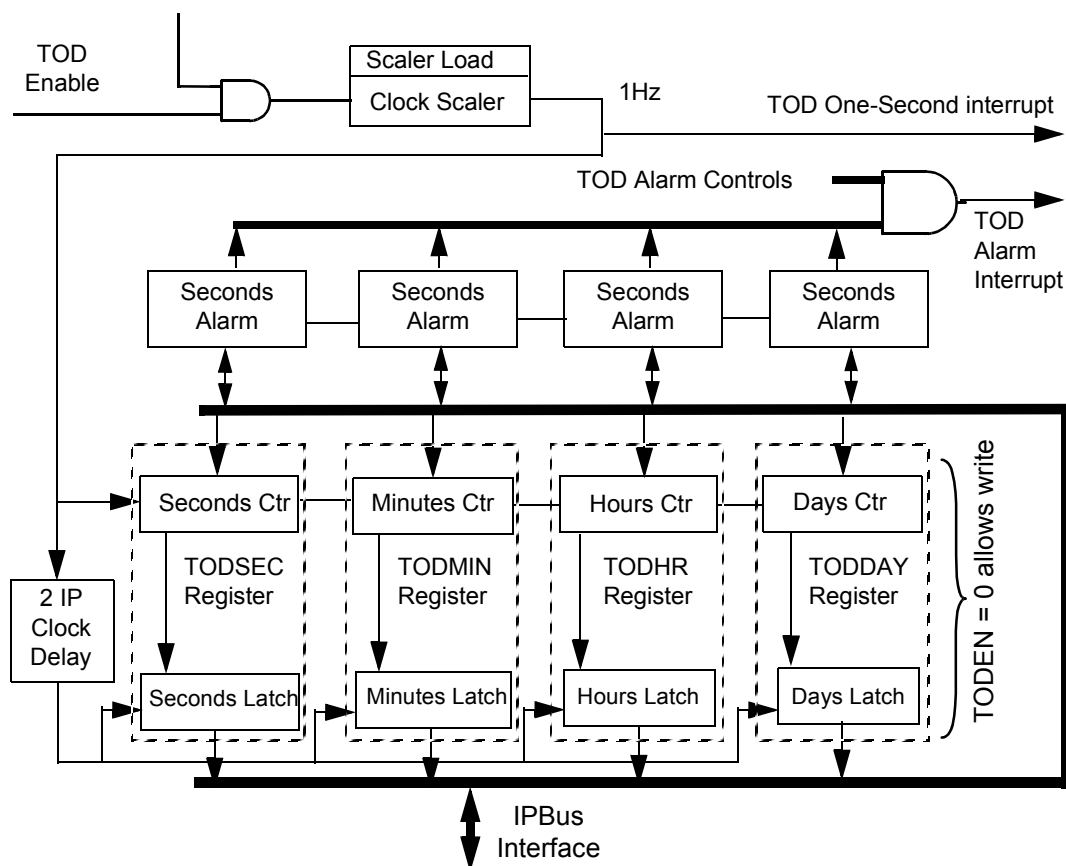 TOD
Enable
Scaler Load
Clock Scaler
1Hz
TOD One-Second interrupt
TOD Alarm Controls
TOD
Alarm
Interrupt
Seconds
Alarm
Seconds
Alarm
Seconds
Alarm
Seconds
Alarm
Seconds Ctr
Minutes Ctr
Hours Ctr
Days Ctr
TODSEC
Register
TODMIN
Register
TODHR
Register
TODDAY
Register
TODEN = 0 allows write
2 IP
Clock
Delay
Seconds Latch
Minutes Latch
Hours Latch
Days Latch
IPBus
Interface